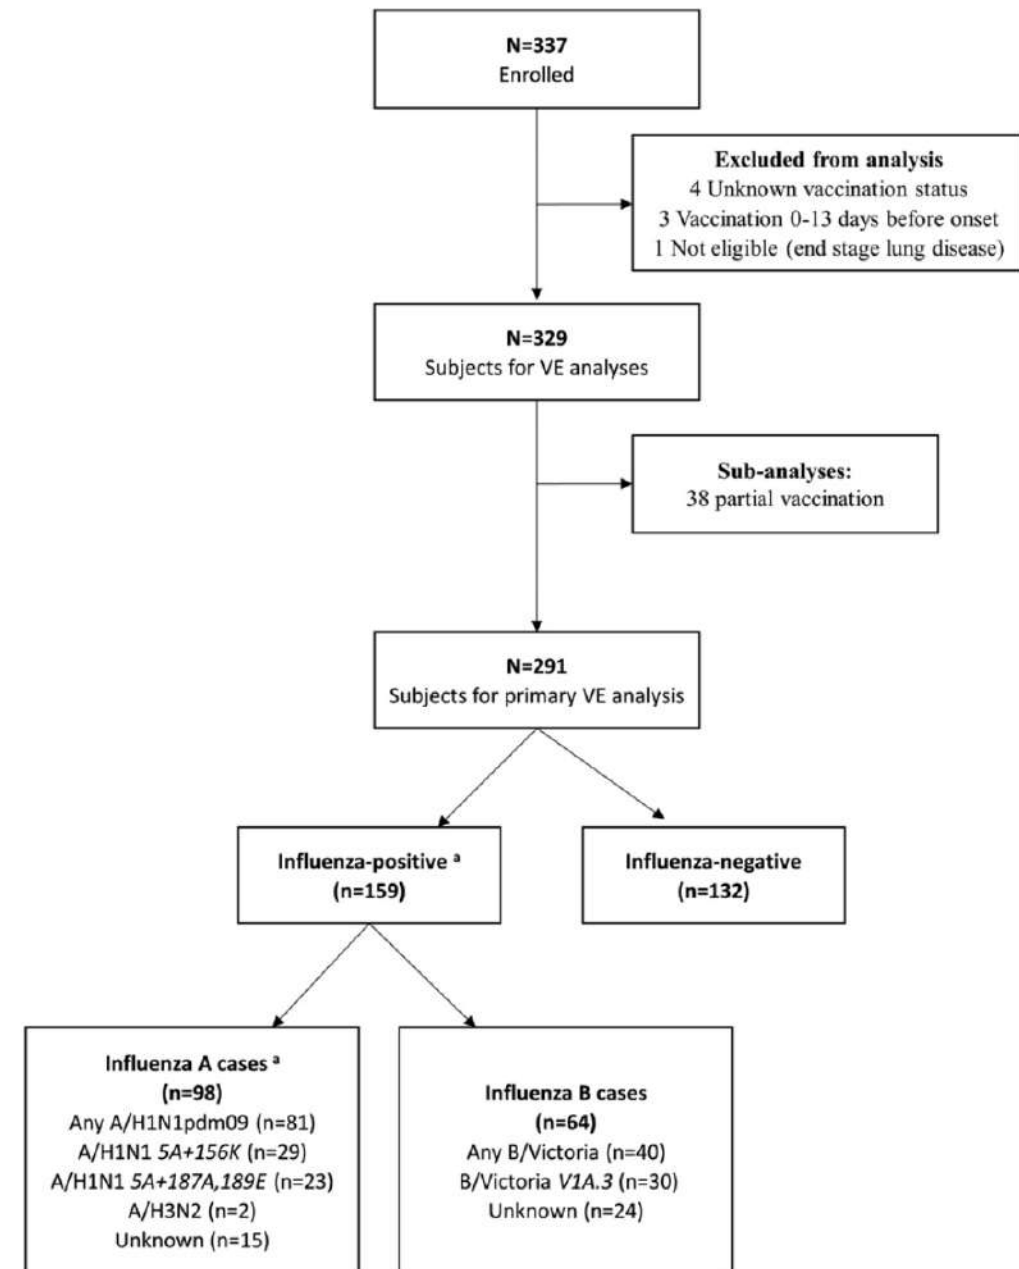 N=337
Enrolled
Excluded from analysis
4 Unknown vaccination status
3 Vaccination 0-13 days before onset
1 Not eligible (end stage lung disease)
N=329
Subjects for VE analyses
Sub-analyses:
38 partial vaccination
N=291
Subjects for primary VE analysis
Influenza-positive ᵃ
(n=159)
Influenza-negative
(n=132)
Influenza A cases ᵃ
(n=98)
Any A/H1N1pdm09 (n=81)
A/H1N1 5A+156K (n=29)
A/H1N1 5A+187A,189E (n=23)
A/H3N2 (n=2)
Unknown (n=15)
Influenza B cases
(n=64)
Any B/Victoria (n=40)
B/Victoria V1A.3 (n=30)
Unknown (n=24)